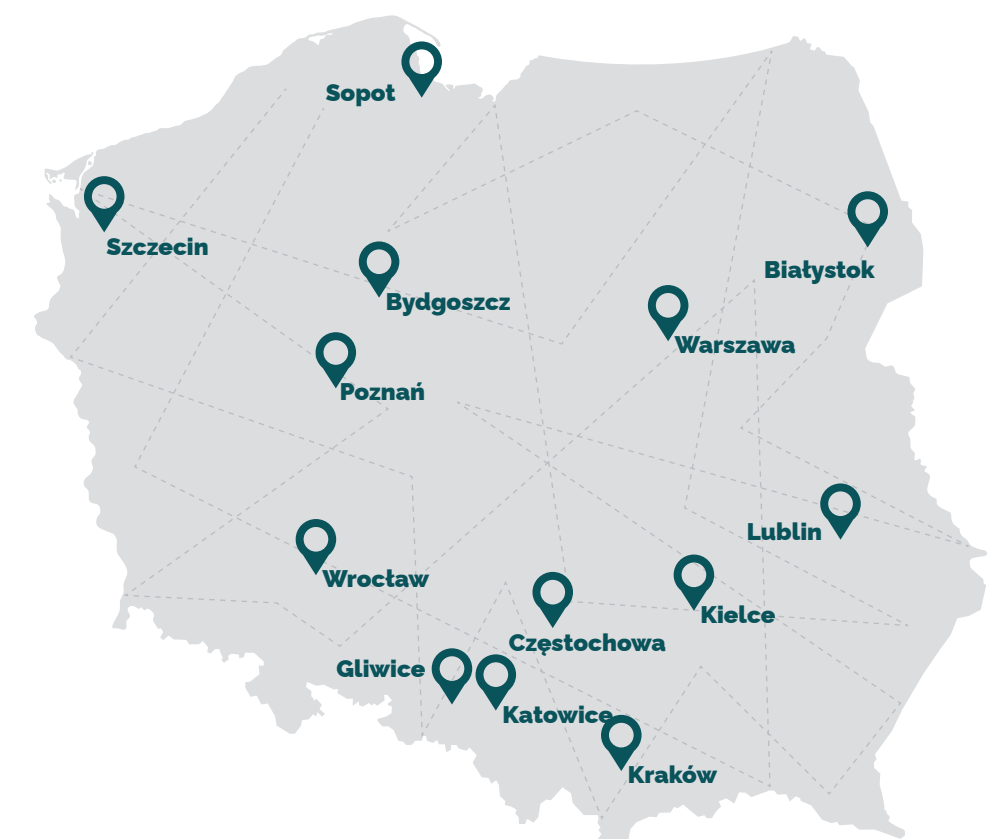 Sopot
Szczecin
Białystok
Bydgoszcz
Warszawa
Poznań
Lublin
Wrocław
Kielce
Częstochowa
Gliwice
Katowice
Kraków